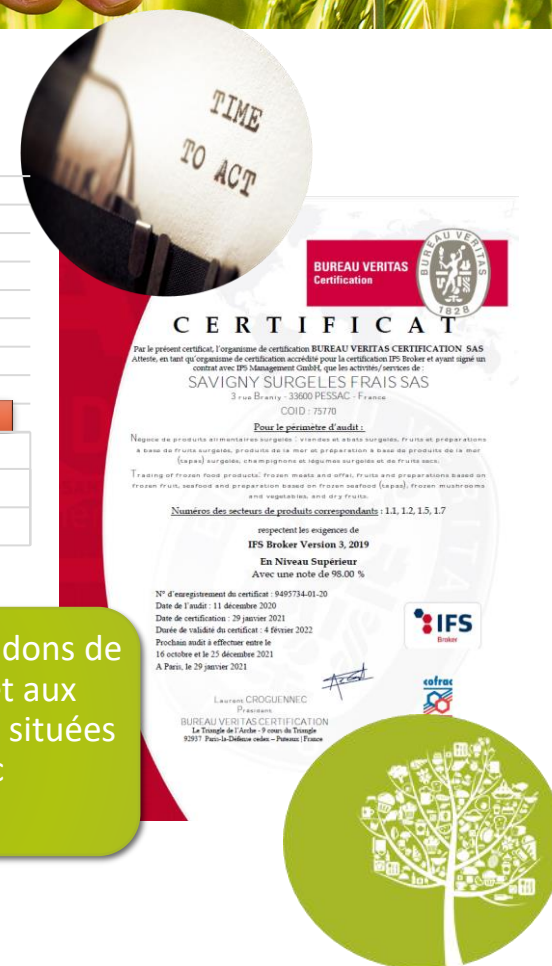 TIME
TO ACT
BUREAU VERITAS
Certification
BUREAU VERITAS
1828
CERTIFICAT
Par le présent certificat, l'organisme de certification BUREAU VERITAS CERTIFICATION SAS
Atteste, en tant qu'organisme de certification accrédité pour la certification IFS Broker et ayant signé un
contrat avec IFS Management GmbH, que les activités/services de :
SAVIGNY SURGELES FRAIS SAS
3 rue Branly - 33600 PESSAC - France
COID : 75770
Pour le périmètre d'audit :
Négoce de produits alimentaires surgelés : viandes et abats surgelés, fruits et préparations
à base de fruits surgelés, produits de la mer et préparation à base de produits de la mer
(tapas) surgelés, champignons et légumes surgelés et de fruits secs.
Trading of frozen food products: frozen meats and offal, fruits and preparations based on
frozen fruit, seafood and preparation based on frozen seafood (tapas), frozen mushrooms
and vegetables, and dry fruits.
Numéros des secteurs de produits correspondants : 1.1, 1.2, 1.5, 1.7
respectent les exigences de
IFS Broker Version 3, 2019
En Niveau Supérieur
Avec une note de 98.00 %
N° d'enregistrement du certificat : 9495734-01-20
Date de l'audit : 11 décembre 2020
Date de certification : 29 janvier 2021
Durée de validité du certificat : 4 février 2022
Prochain audit à effectuer entre le
16 octobre et le 25 décembre 2021
A Paris, le 29 janvier 2021
IFS
Broker
cofrac
Laurent CROGUENNEC
Président
BUREAU VERITAS CERTIFICATION
Le Triangle de l'Arche - 9 cours du Triangle
92937 Paris-la-Défense cedex – Puteaux | France
dons de
et aux
situées
c